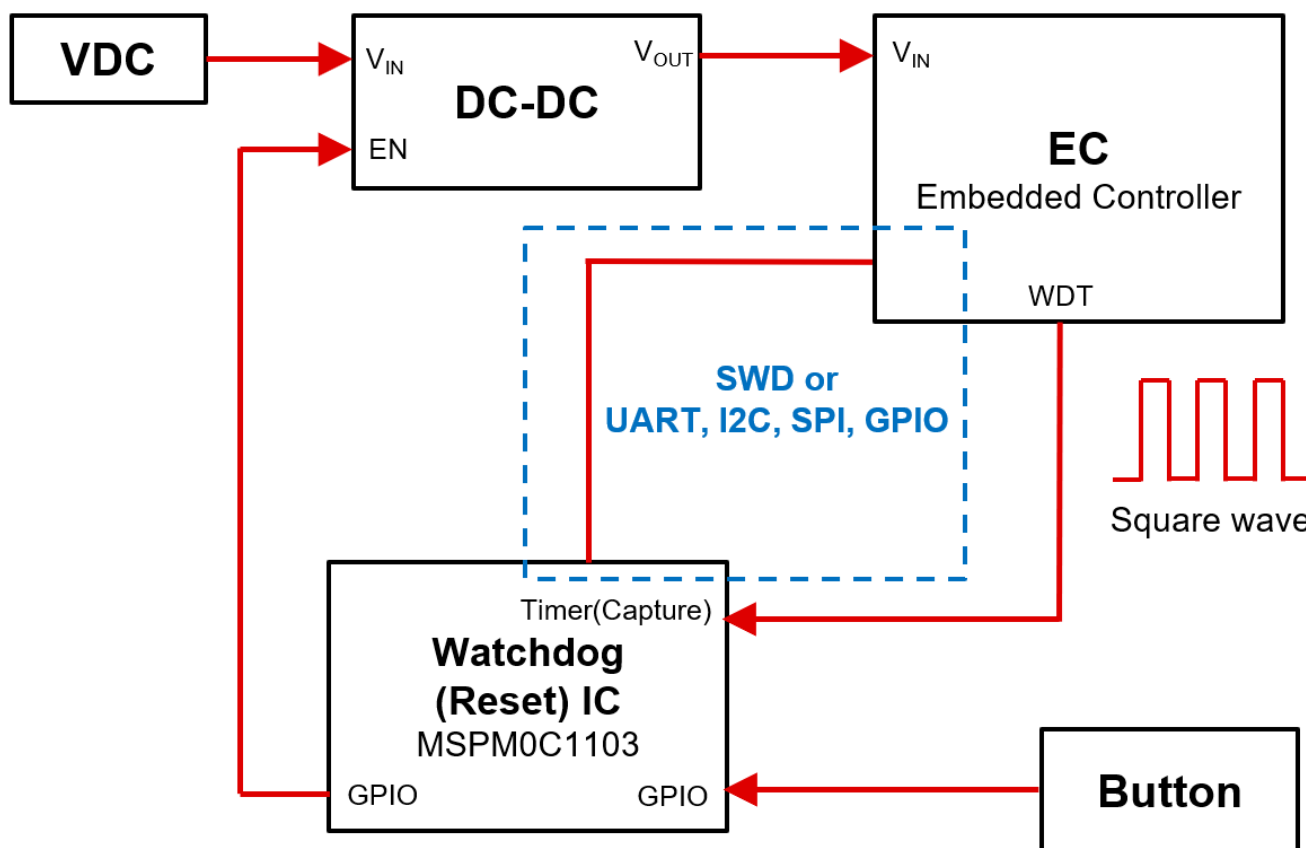 VDC
VIN
VOUT
DC-DC
EN
VIN
EC
Embedded Controller
WDT
SWD or
UART, I2C, SPI, GPIO
Square wave
Timer(Capture)
Watchdog
(Reset) IC
MSPM0C1103
GPIO
GPIO
Button